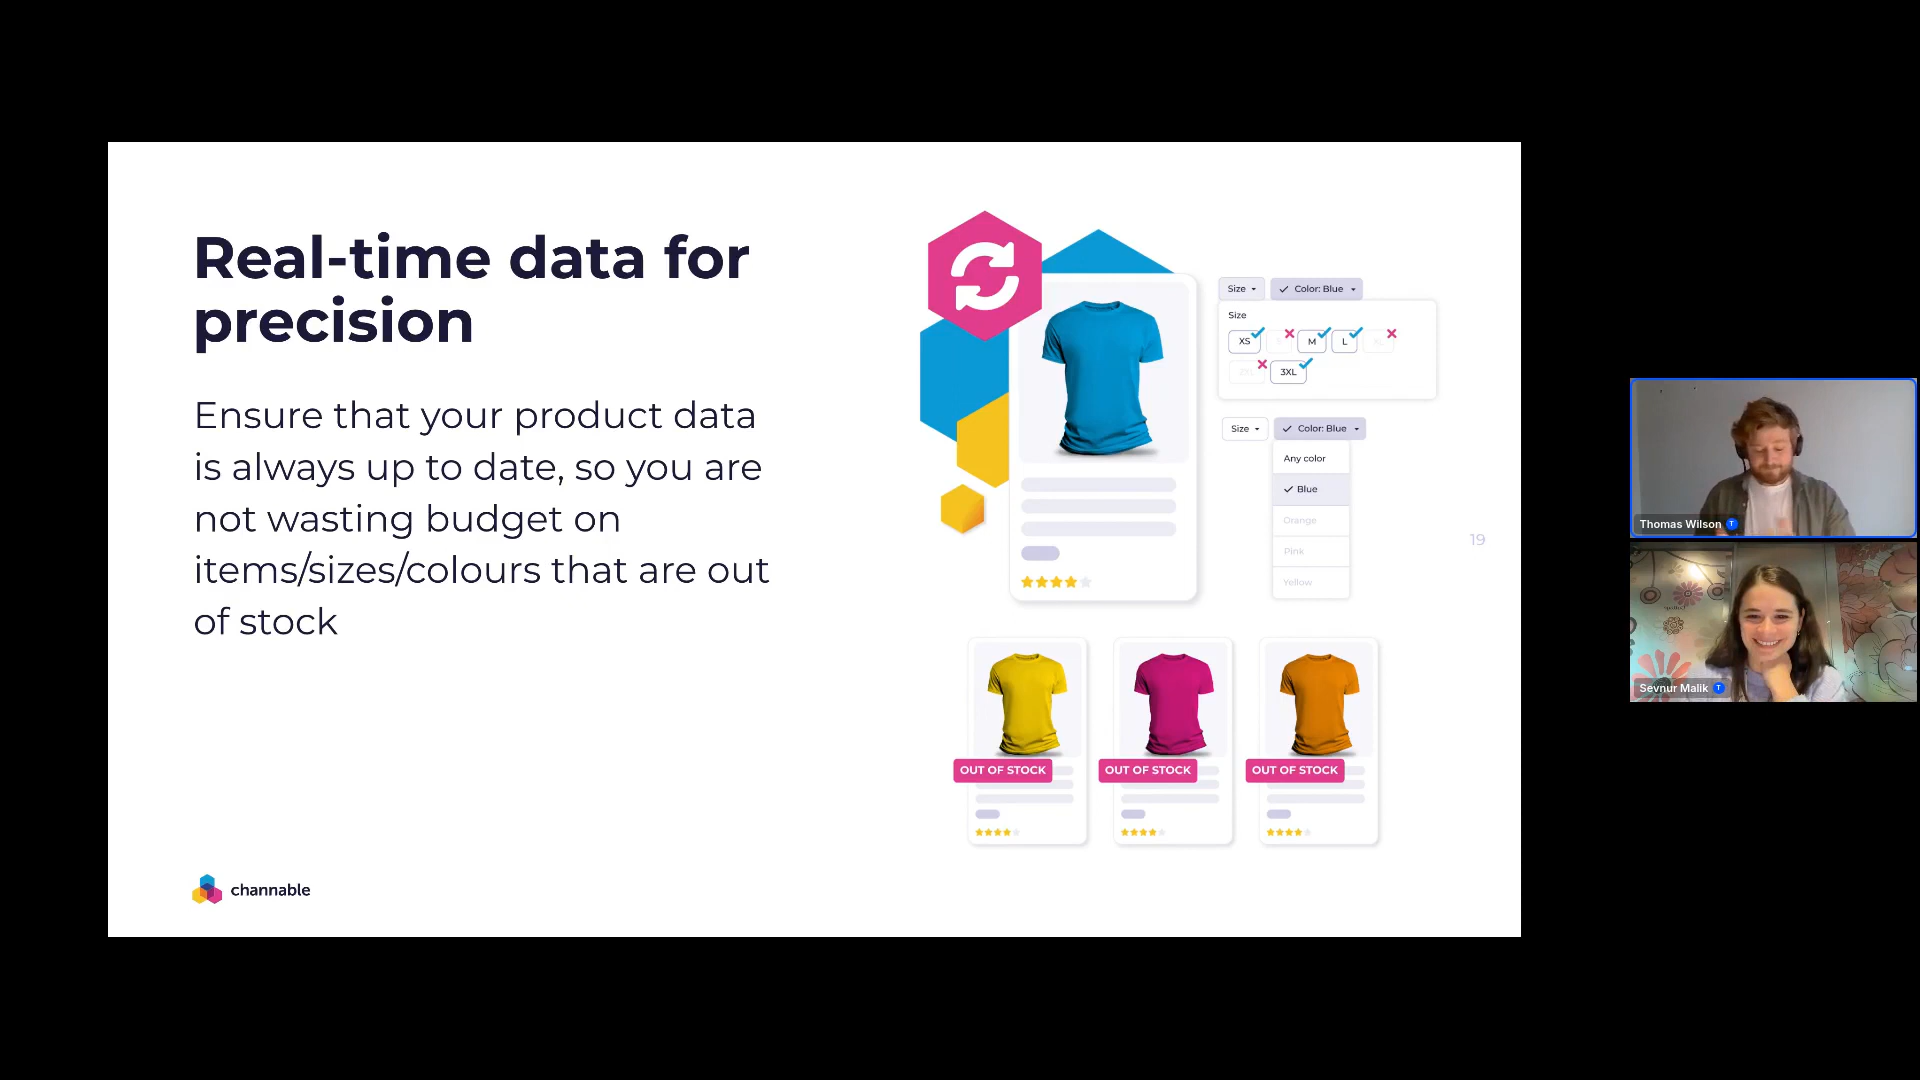 Real-time data for
precision
Ensure that your product data
is always up to date, so you are
not wasting budget on
items/sizes/colours that are out
of stock
Size
Color: Blue
Size
XS
M
L
3XL
Size
Color: Blue
Any color
Blue
Orange
Pink
Yellow
19
OUT OF STOCK
OUT OF STOCK
OUT OF STOCK
channable
Thomas Wilson
Sevnur Malik